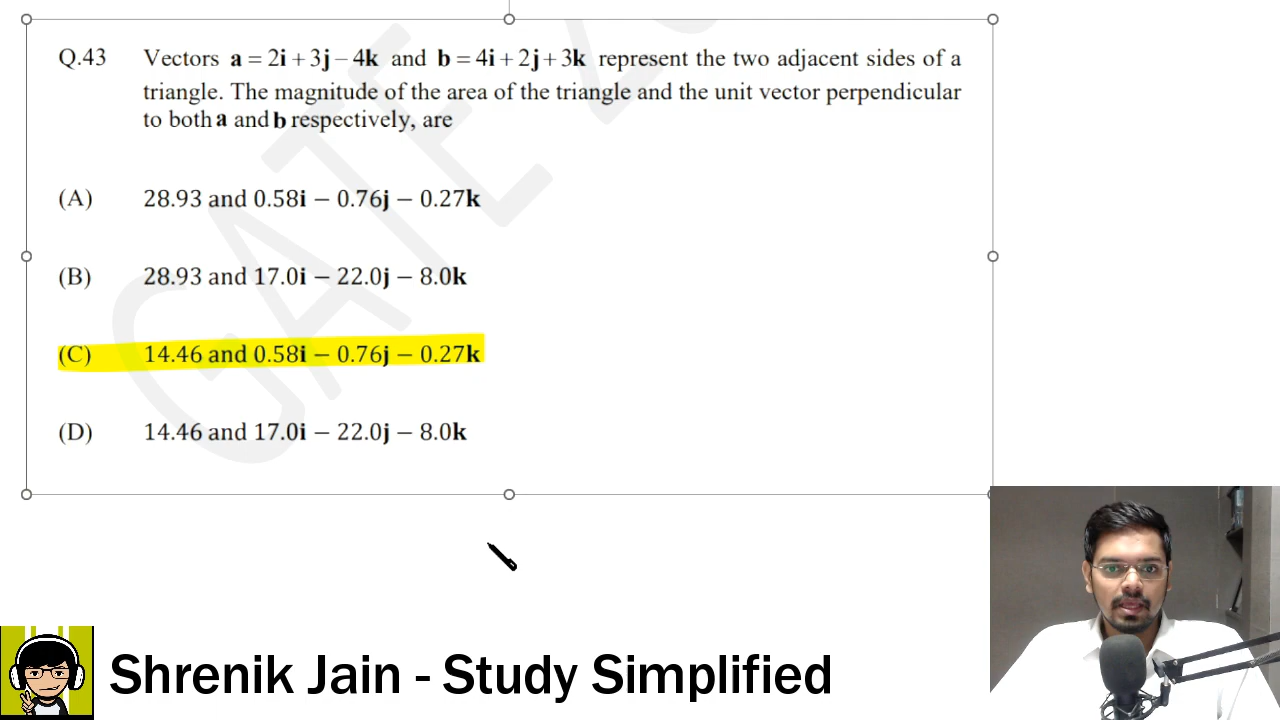 Q.43 Vectors a = 2i + 3j – 4k and b = 4i + 2j + 3k represent the two adjacent sides of a
triangle. The magnitude of the area of the triangle and the unit vector perpendicular
to both a and b respectively, are
(A) 28.93 and 0.58i − 0.76j − 0.27k
(B) 28.93 and 17.0i − 22.0j − 8.0k
(C) 14.46 and 0.58i − 0.76j − 0.27k
(D) 14.46 and 17.0i − 22.0j − 8.0k
Shrenik Jain - Study Simplified
GATE 2